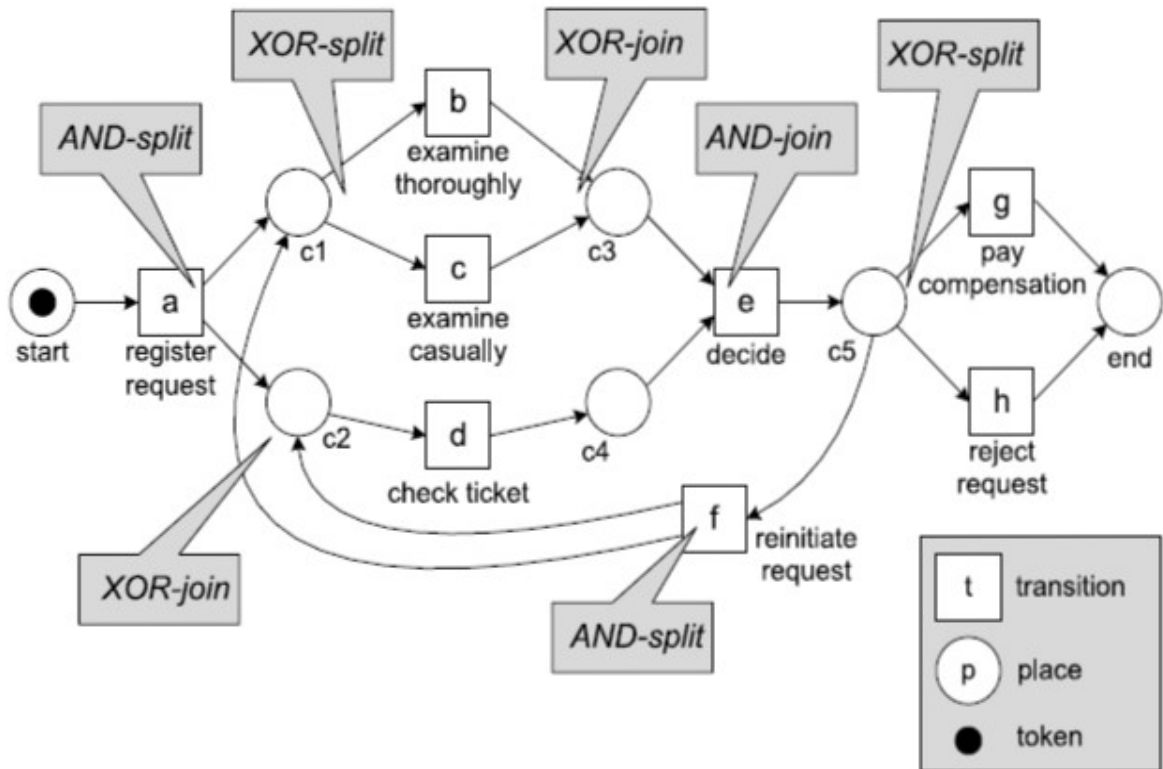 XOR-split
XOR-join
XOR-split
AND-split
b
AND-join
examine
thoroughly
g
c1
c3
pay
compensation
c
a
e
start
register
request
examine
casually
decide
c5
end
h
c2
d
c4
reject
request
check ticket
f
reinitiate
request
XOR-join
AND-split
t
transition
p
place
token